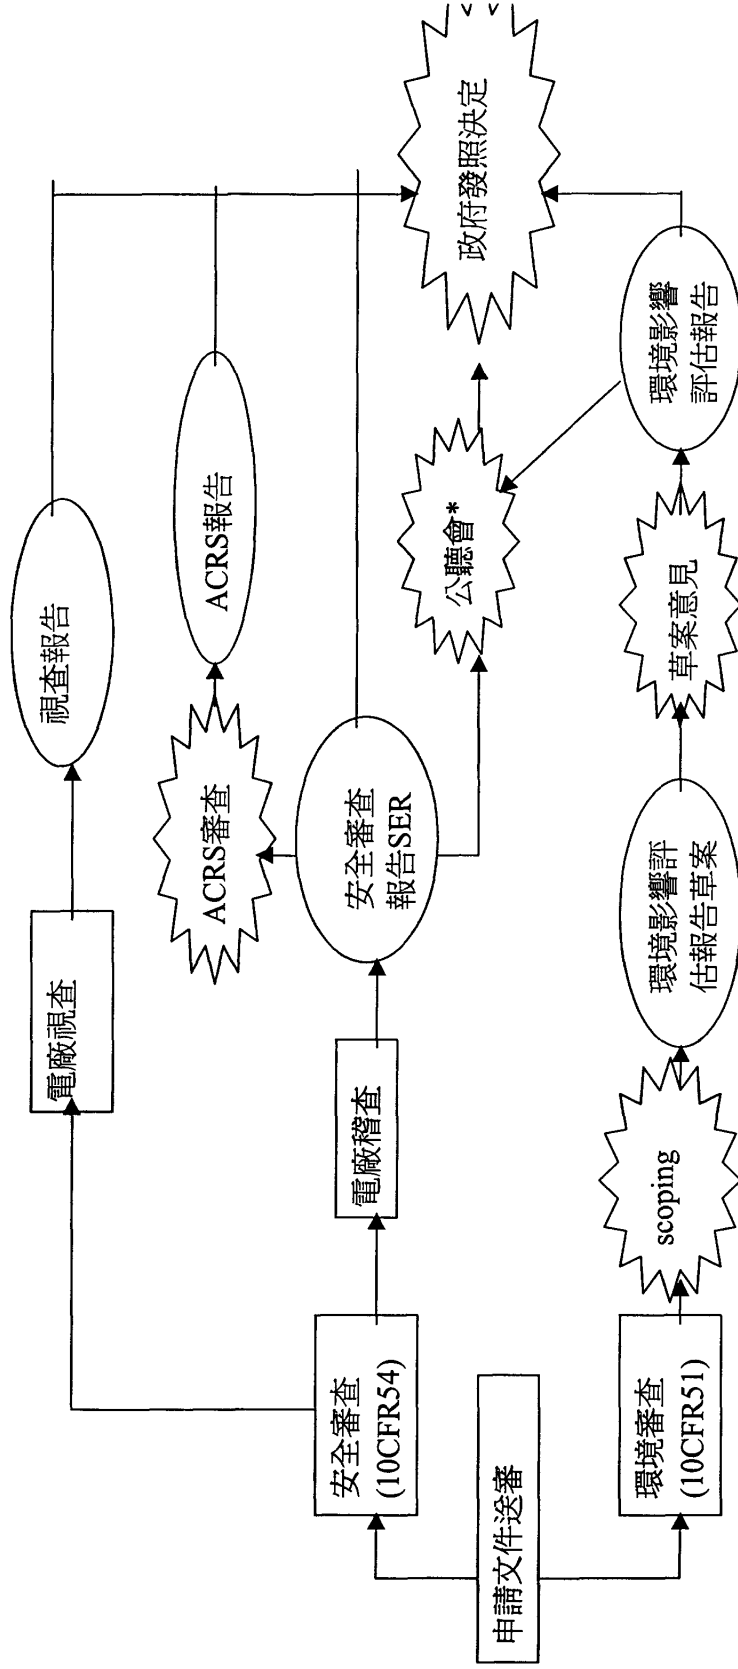 申請文件送審
安全審查
(10CFR54)
環境審查
(10CFR51)
電廠視查
視查報告
電廠稽查
安全審查
報告SER
ACRS審查
ACRS報告
公聽會*
政府發照決定
scoping
環境影響評
估報告草案
草案意見
環境影響
評估報告